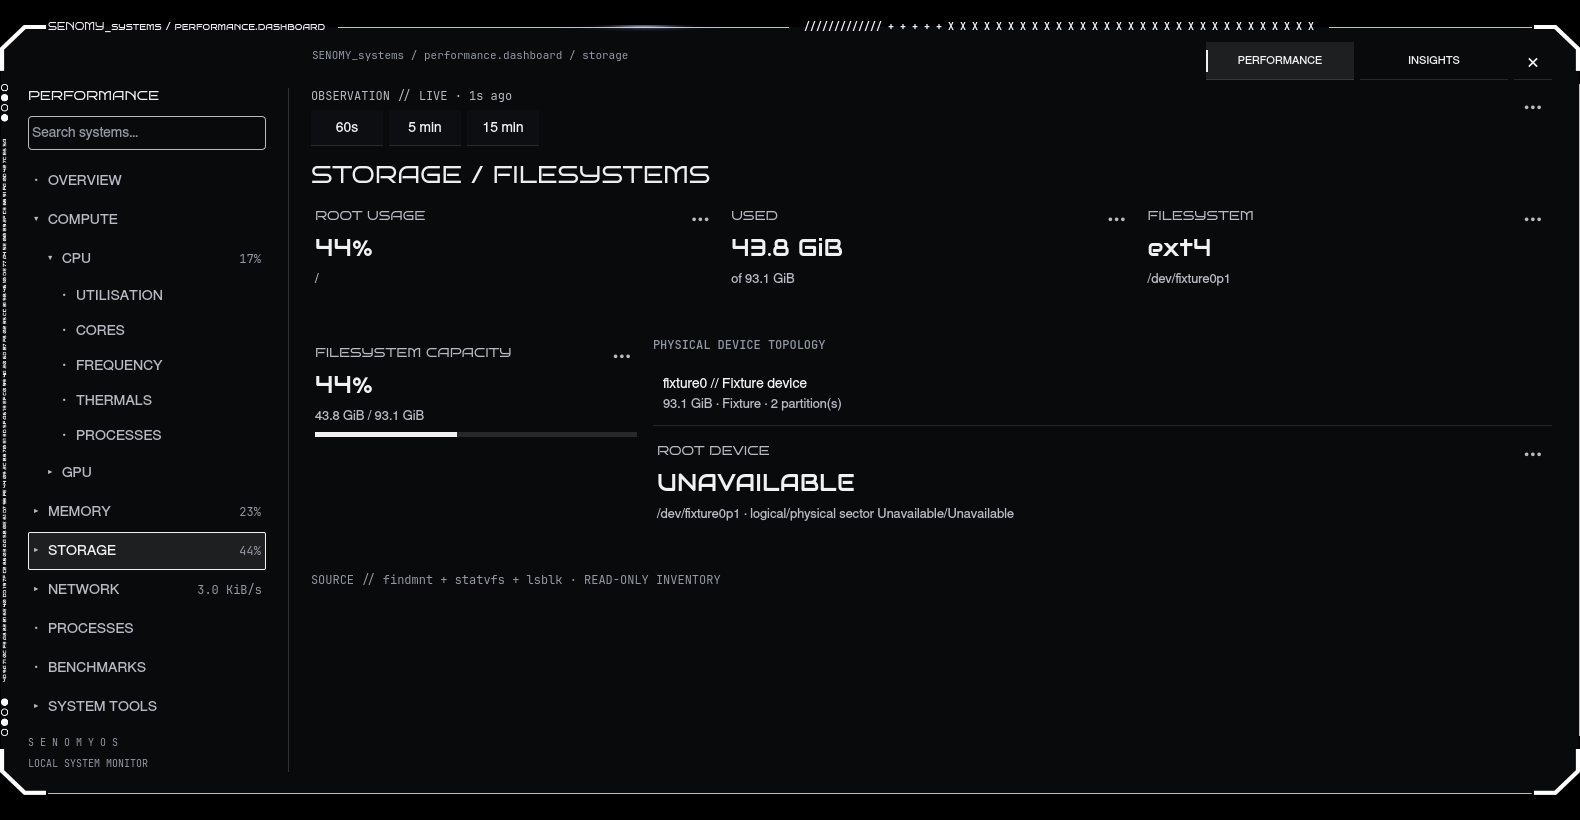 SENOMY_SYSTEMS / PERFORMANCE.DASHBOARD
///////////// + + + + + X X X X X X X X X X X X X X X X X X X X X X X X X X X X X X X
SENOMY_systems / performance.dashboard / storage
PERFORMANCE
INSIGHTS
✕
PERFORMANCE
Search systems...
• OVERVIEW
▾ COMPUTE
▾ CPU 17%
• UTILISATION
• CORES
• FREQUENCY
• THERMALS
• PROCESSES
▸ GPU
▸ MEMORY 23%
▸ STORAGE 44%
▸ NETWORK 3.0 KiB/s
• PROCESSES
• BENCHMARKS
▸ SYSTEM TOOLS
SENOMYOS
LOCAL SYSTEM MONITOR
OBSERVATION // LIVE · 1s ago
•••
60s 5 min 15 min
STORAGE / FILESYSTEMS
ROOT USAGE •••
44%
/
USED •••
43.8 GiB
of 93.1 GiB
FILESYSTEM •••
ext4
/dev/fixture0p1
FILESYSTEM CAPACITY •••
44%
43.8 GiB / 93.1 GiB
PHYSICAL DEVICE TOPOLOGY
fixture0 // Fixture device
93.1 GiB · Fixture · 2 partition(s)
ROOT DEVICE •••
UNAVAILABLE
/dev/fixture0p1 · logical/physical sector Unavailable/Unavailable
SOURCE // findmnt + statvfs + lsblk · READ-ONLY INVENTORY